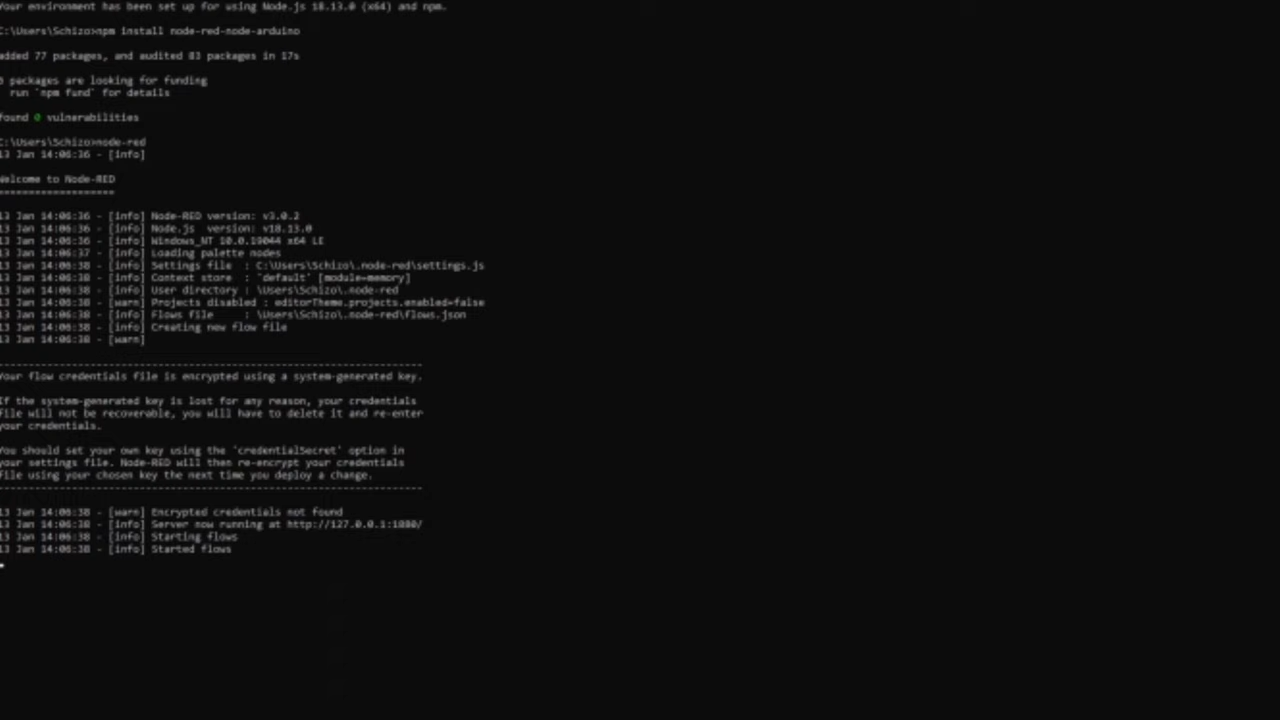 Your environment has been set up for using Node.js 18.13.0 (x64) and npm.
C:\Users\Schizo>npm install node-red-node-arduino
added 77 packages, and audited 83 packages in 17s
packages are looking for funding
run `npm fund` for details
found 0 vulnerabilities
C:\Users\Schizo>node-red
13 Jan 14:06:36 - [info]
Welcome to Node-RED
===================
13 Jan 14:06:36 - [info] Node-RED version: v3.0.2
13 Jan 14:06:36 - [info] Node.js  version: v18.13.0
13 Jan 14:06:36 - [info] Windows_NT 10.0.19044 x64 LE
13 Jan 14:06:37 - [info] Loading palette nodes
13 Jan 14:06:38 - [info] Settings file  : C:\Users\Schizo\.node-red\settings.js
13 Jan 14:06:38 - [info] Context store  : 'default' [module=memory]
13 Jan 14:06:38 - [info] User directory : \Users\Schizo\.node-red
13 Jan 14:06:38 - [warn] Projects disabled : editorTheme.projects.enabled=false
13 Jan 14:06:38 - [info] Flows file     : \Users\Schizo\.node-red\flows.json
13 Jan 14:06:38 - [info] Creating new flow file
13 Jan 14:06:38 - [warn]
---------------------------------------------------------------------
Your flow credentials file is encrypted using a system-generated key.
If the system-generated key is lost for any reason, your credentials
file will not be recoverable, you will have to delete it and re-enter
your credentials.
You should set your own key using the 'credentialSecret' option in
your settings file. Node-RED will then re-encrypt your credentials
file using your chosen key the next time you deploy a change.
---------------------------------------------------------------------
13 Jan 14:06:38 - [warn] Encrypted credentials not found
13 Jan 14:06:38 - [info] Server now running at http://127.0.0.1:1880/
13 Jan 14:06:38 - [info] Starting flows
13 Jan 14:06:38 - [info] Started flows